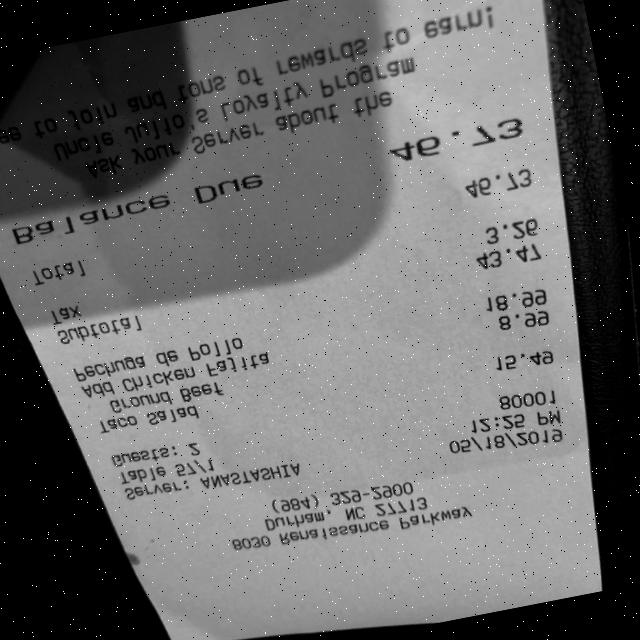 8030 Renaissance Parkway
Durham, NC 27713
(984) 329-2900
Server: ANASTASHIA 05/18/2019
Table 57/1 12:25 PM
Guests: 2 80001
Taco Salad 15.49
Ground Beef
Add Chicken Fajita 8.99
Pechuga de Pollo 18.99
Subtotal 43.47
Tax 3.26
Total 46.73
Balance Due 46.73
Ask your Server about the
Uncle Julio's Loyalty Program
to join and tons of rewards to earn!